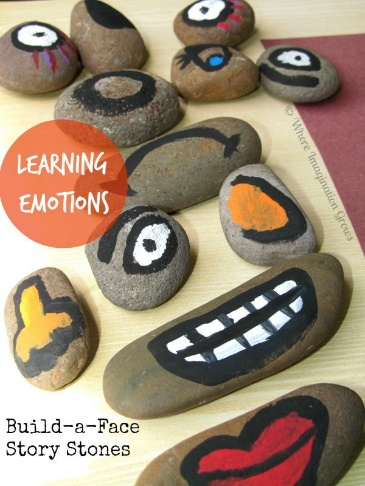 © Where Imagination Grows
LEARNING
EMOTIONS
Build-a-Face
Story Stones